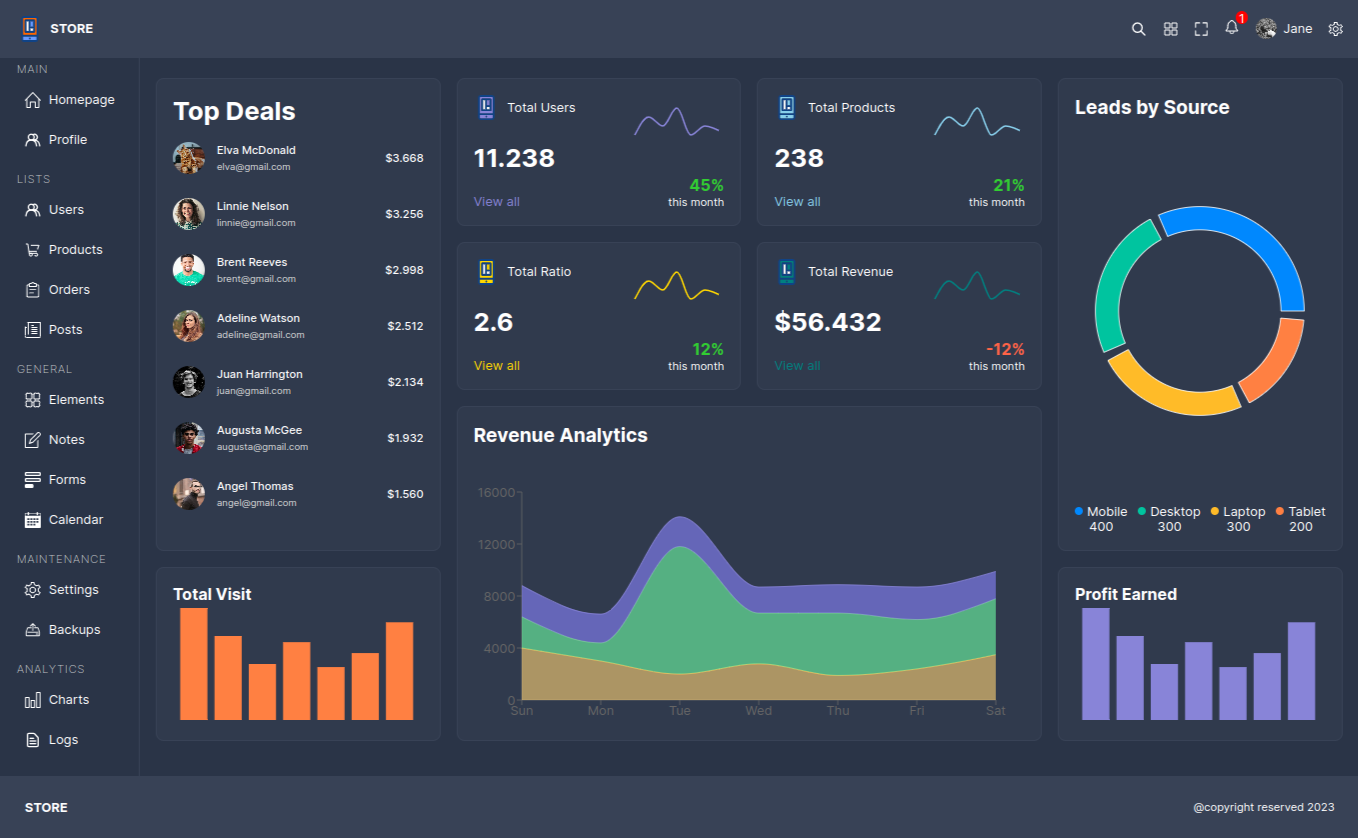 STORE
1
Jane
MAIN
Homepage
Profile
LISTS
Users
Products
Orders
Posts
GENERAL
Elements
Notes
Forms
Calendar
MAINTENANCE
Settings
Backups
ANALYTICS
Charts
Logs
Top Deals
Elva McDonald
elva@gmail.com
$3.668
Linnie Nelson
linnie@gmail.com
$3.256
Brent Reeves
brent@gmail.com
$2.998
Adeline Watson
adeline@gmail.com
$2.512
Juan Harrington
juan@gmail.com
$2.134
Augusta McGee
augusta@gmail.com
$1.932
Angel Thomas
angel@gmail.com
$1.560
Total Visit
Total Users
11.238
View all
45%
this month
Total Products
238
View all
21%
this month
Total Ratio
2.6
View all
12%
this month
Total Revenue
$56.432
View all
-12%
this month
Revenue Analytics
16000
12000
8000
4000
0
Sun Mon Tue Wed Thu Fri Sat
Leads by Source
Mobile Desktop Laptop Tablet
400 300 300 200
Profit Earned
STORE
@copyright reserved 2023